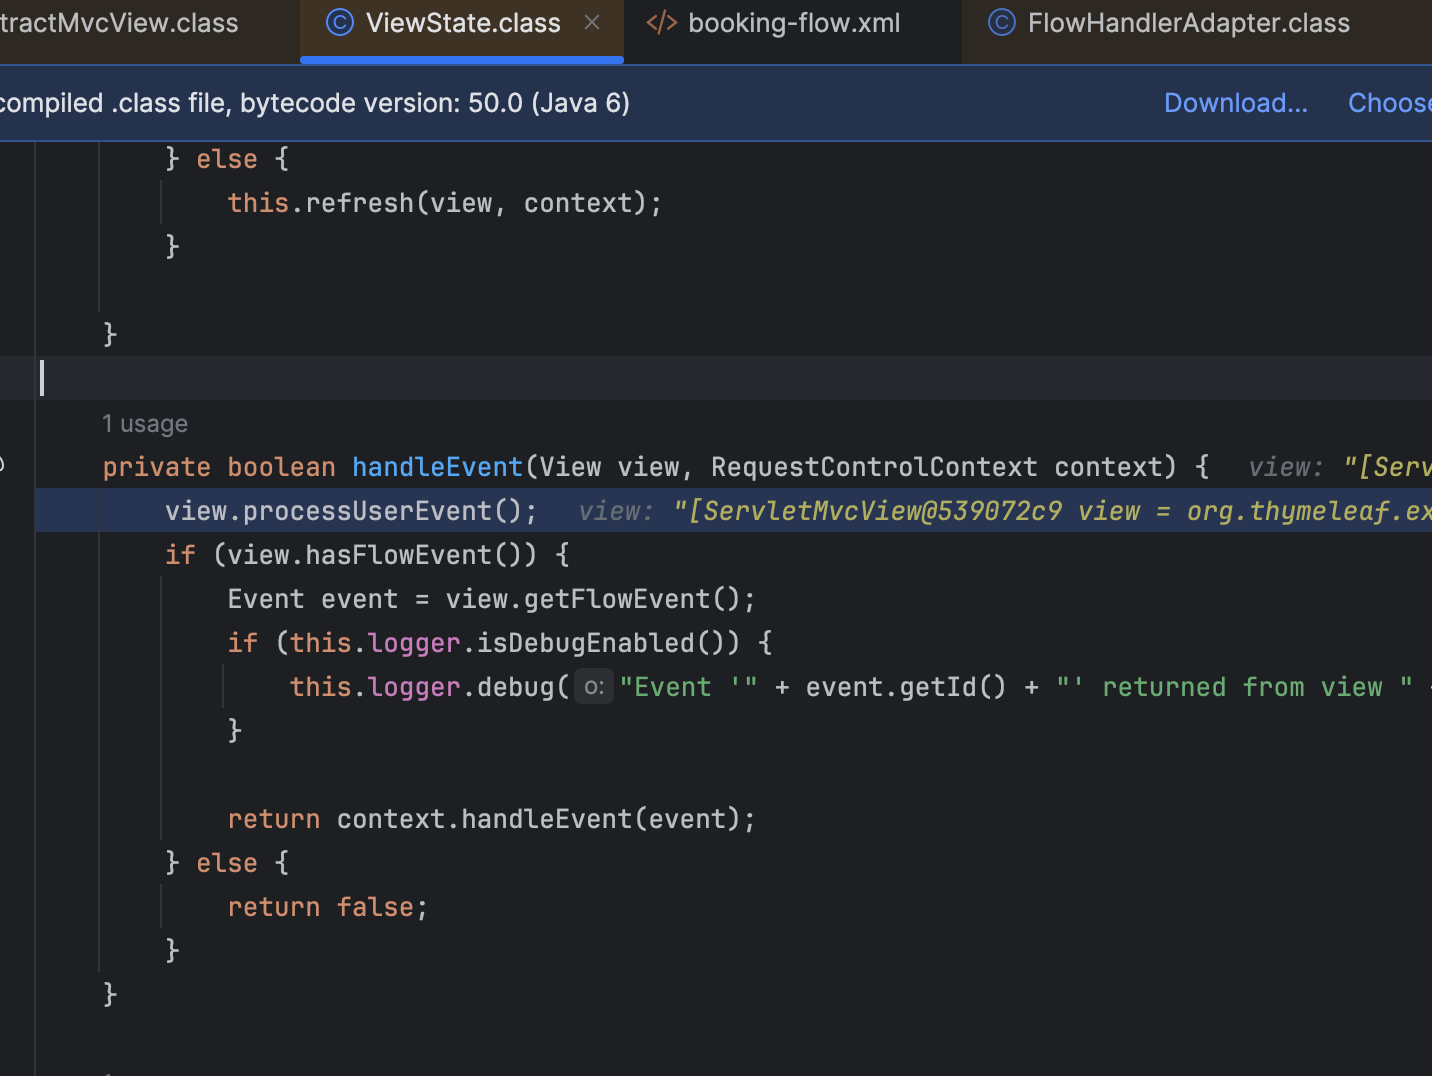 tractMvcView.class
ViewState.class
booking-flow.xml
FlowHandlerAdapter.class
compiled .class file, bytecode version: 50.0 (Java 6)
Download...
Choose
} else {
this.refresh(view, context);
}
}
1 usage
private boolean handleEvent(View view, RequestControlContext context) { view: "[Serv
view.processUserEvent(); view: "[ServletMvcView@539072c9 view = org.thymeleaf.ex
if (view.hasFlowEvent()) {
Event event = view.getFlowEvent();
if (this.logger.isDebugEnabled()) {
this.logger.debug( o: "Event '" + event.getId() + "' returned from view " +
}
return context.handleEvent(event);
} else {
return false;
}
}